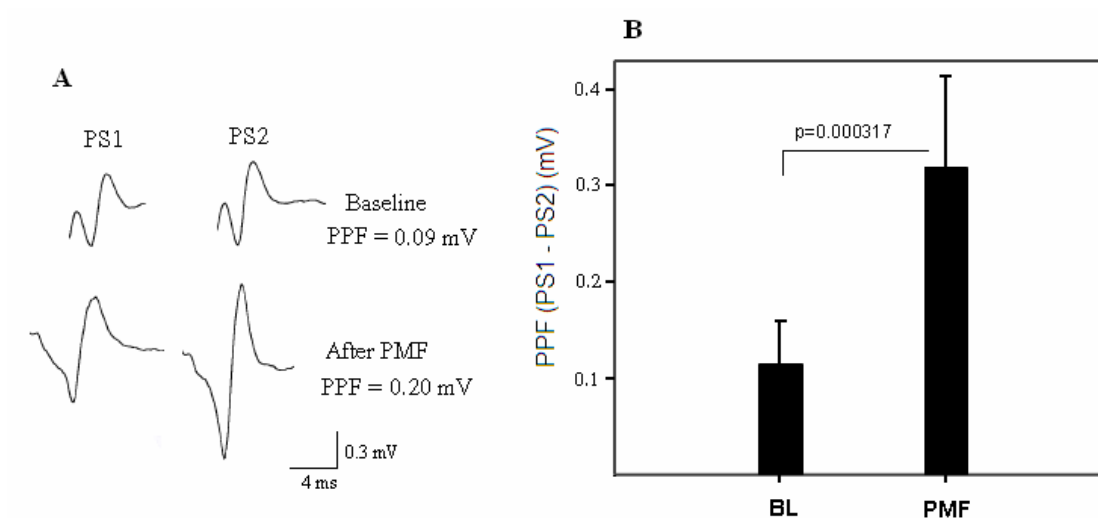 A
PS1 PS2
Baseline
PPF = 0.09 mV
After PMF
PPF = 0.20 mV
0.3 mV
4 ms
B
PPF (PS1 - PS2) (mV)
0.4
0.3
0.2
0.1
p=0.000317
BL PMF